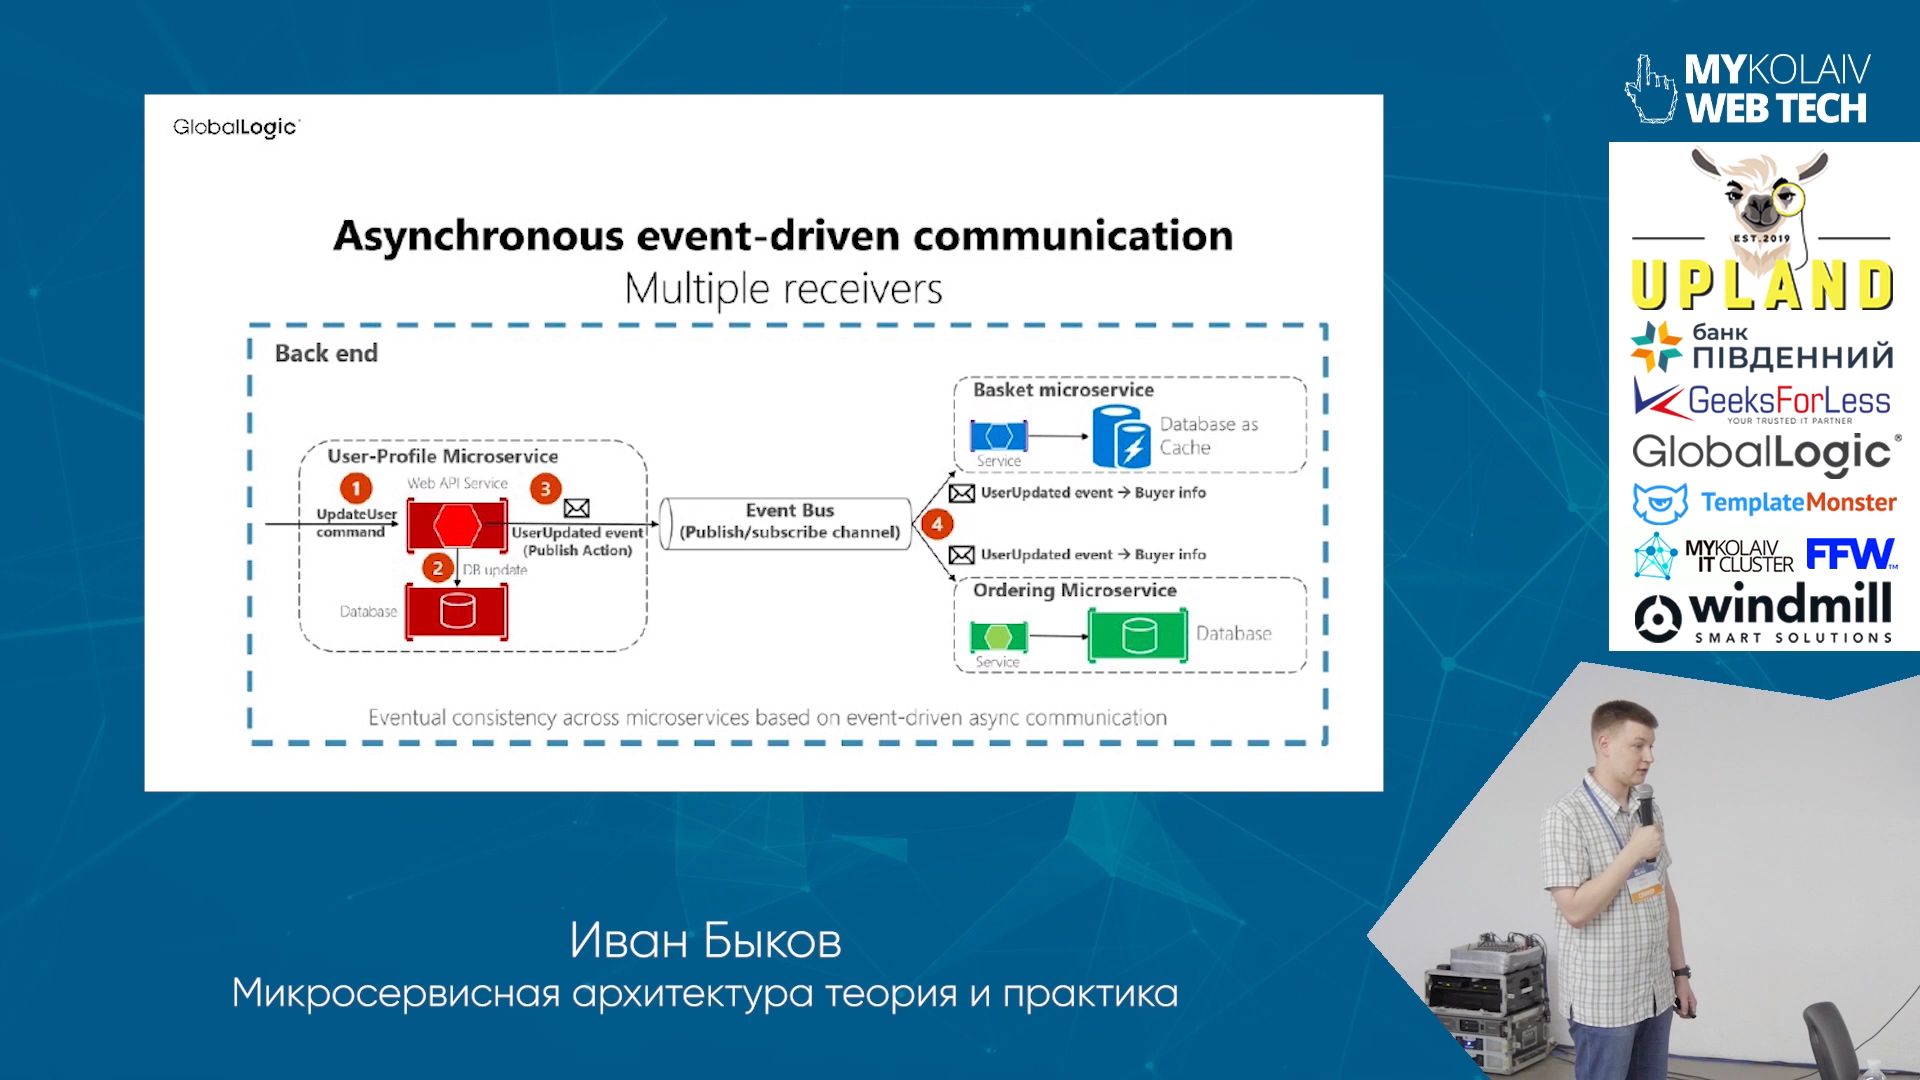 GlobalLogic
Asynchronous event-driven communication
Multiple receivers
Back end
User-Profile Microservice
1
Web API Service
3
UpdateUser
command
UserUpdated event
(Publish Action)
2
DB update
Database
Event Bus
(Publish/subscribe channel)
4
Basket microservice
Service
Database as
Cache
UserUpdated event → Buyer info
UserUpdated event → Buyer info
Ordering Microservice
Service
Database
Eventual consistency across microservices based on event-driven async communication
Иван Быков
Микросервисная архитектура теория и практика
MYKOLAIV
WEB TECH
EST.2019
UPLAND
банк
ПІВДЕННИЙ
GeeksForLess
YOUR TRUSTED IT PARTNER
GlobalLogic®
TemplateMonster
MYKOLAIV
IT CLUSTER
FFW™
windmill
SMART SOLUTIONS